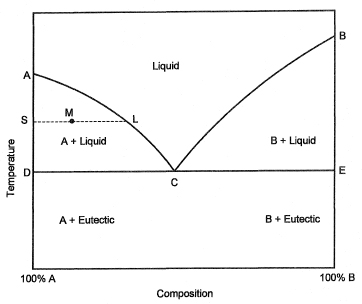 B
Liquid
A
M
S
L
A + Liquid
B + Liquid
D
E
C
Temperature
A + Eutectic
B + Eutectic
100% A
100% B
Composition